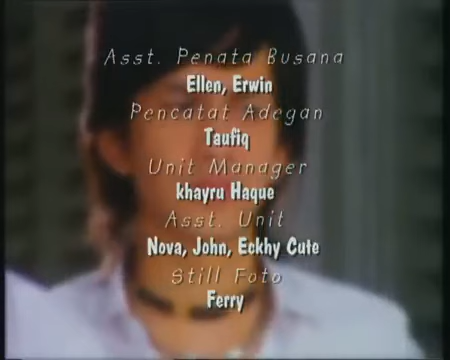 Asst. Penata Busana
Ellen, Erwin
Pencatat Adegan
Taufiq
Unit Manager
khayru Haque
Asst. Unit
Nova, John, Eckhy Cute
Still Foto
Ferry